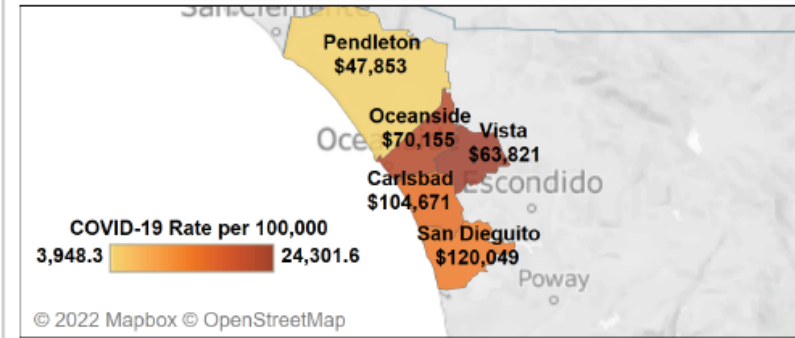 San Clemente
Pendleton
$47,853
Oceanside
$70,155
Vista
$63,821
Carlsbad
$104,671
Escondido
San Dieguito
$120,049
Poway
COVID-19 Rate per 100,000
3,948.3 24,301.6
© 2022 Mapbox © OpenStreetMap